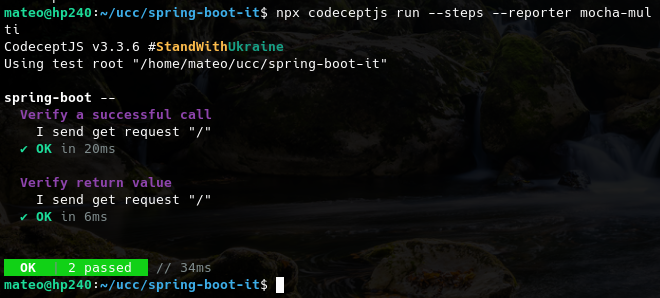 mateo@hp240:~/ucc/spring-boot-it$ npx codeceptjs run --steps --reporter mocha-mul
ti
CodeceptJS v3.3.6 #StandWithUkraine
Using test root "/home/mateo/ucc/spring-boot-it"
spring-boot --
Verify a successful call
I send get request "/"
✔ OK in 20ms
Verify return value
I send get request "/"
✔ OK in 6ms
OK | 2 passed // 34ms
mateo@hp240:~/ucc/spring-boot-it$